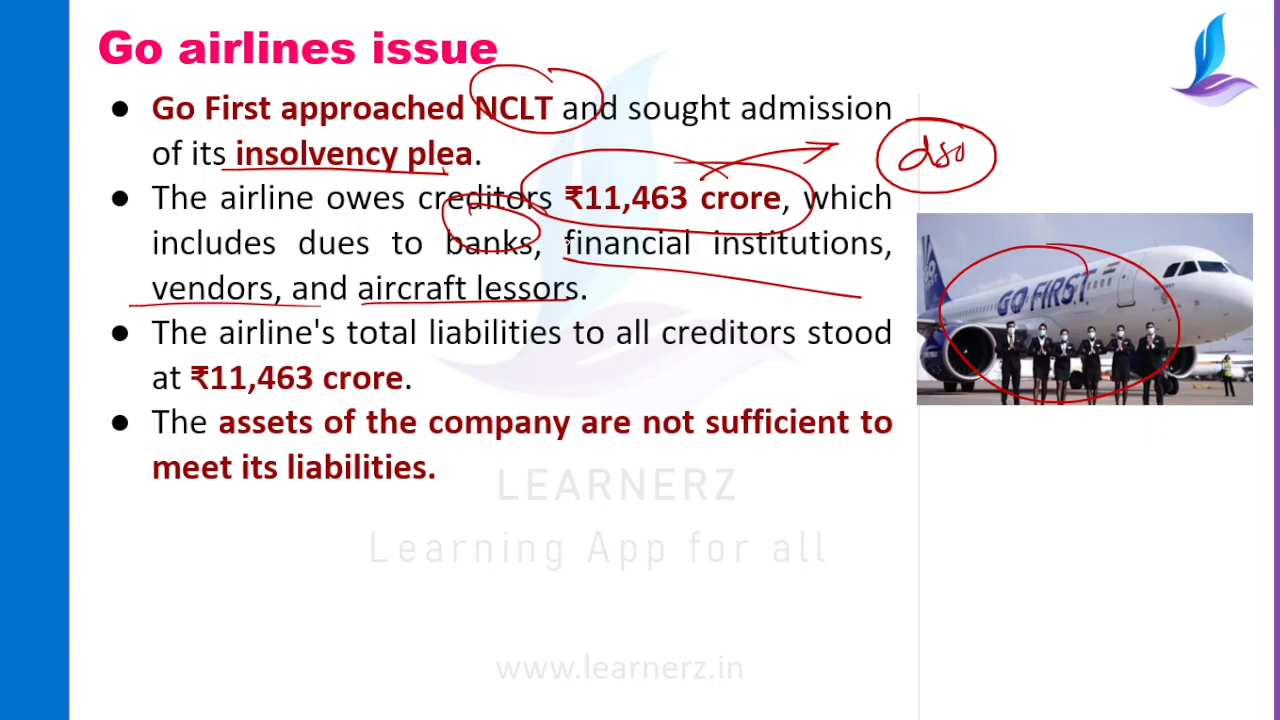 Go airlines issue
● Go First approached NCLT and sought admission
of its insolvency plea.
● The airline owes creditors ₹11,463 crore, which
includes dues to banks, financial institutions,
vendors, and aircraft lessors.
● The airline's total liabilities to all creditors stood
at ₹11,463 crore.
● The assets of the company are not sufficient to
meet its liabilities.
GO FIRST
LEARNERZ
Learning App for all
www.learnerz.in